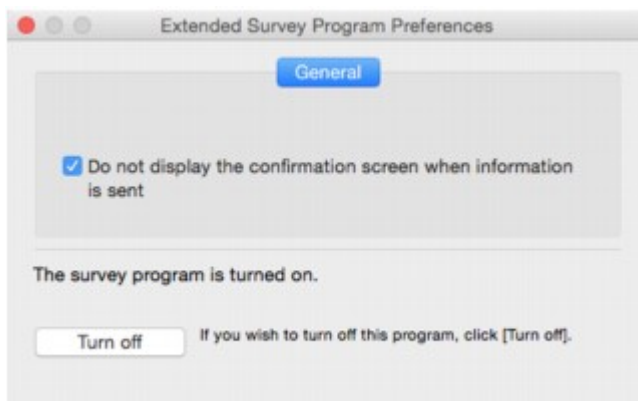 Extended Survey Program Preferences
General
Do not display the confirmation screen when information
is sent
The survey program is turned on.
Turn off
If you wish to turn off this program, click [Turn off].